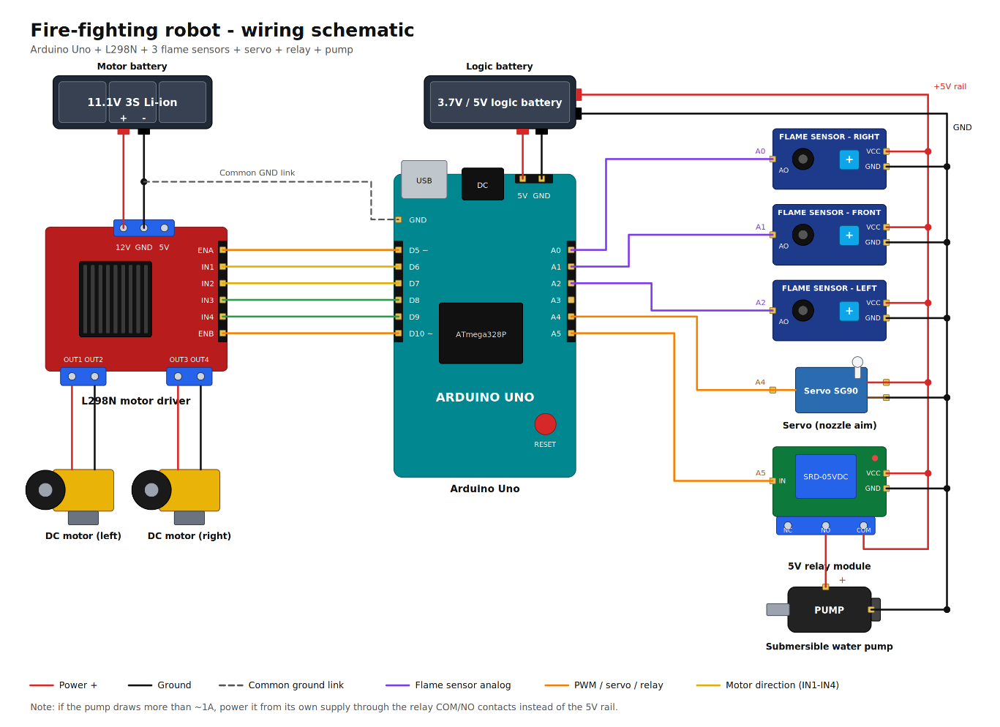 Fire-fighting robot - wiring schematic
Arduino Uno + L298N + 3 flame sensors + servo + relay + pump
Motor battery
11.1V 3S Li-ion
+ -
Logic battery
3.7V / 5V logic battery
+5V rail
GND
Common GND link
USB
DC
5V GND
GND
D5 ~
D6
D7
D8
D9
D10 ~
A0
A1
A2
A3
A4
A5
ATmega328P
ARDUINO UNO
RESET
Arduino Uno
12V GND 5V
ENA
IN1
IN2
IN3
IN4
ENB
OUT1 OUT2
OUT3 OUT4
L298N motor driver
DC motor (left)
DC motor (right)
A0
FLAME SENSOR - RIGHT
+
AO
VCC
GND
A1
FLAME SENSOR - FRONT
+
AO
VCC
GND
A2
FLAME SENSOR - LEFT
+
AO
VCC
GND
A4
Servo SG90
Servo (nozzle aim)
A5
IN
SRD-05VDC
VCC
GND
NC
NO
COM
5V relay module
+
PUMP
Submersible water pump
Power +
Ground
Common ground link
Flame sensor analog
PWM / servo / relay
Motor direction (IN1-IN4)
Note: if the pump draws more than ~1A, power it from its own supply through the relay COM/NO contacts instead of the 5V rail.